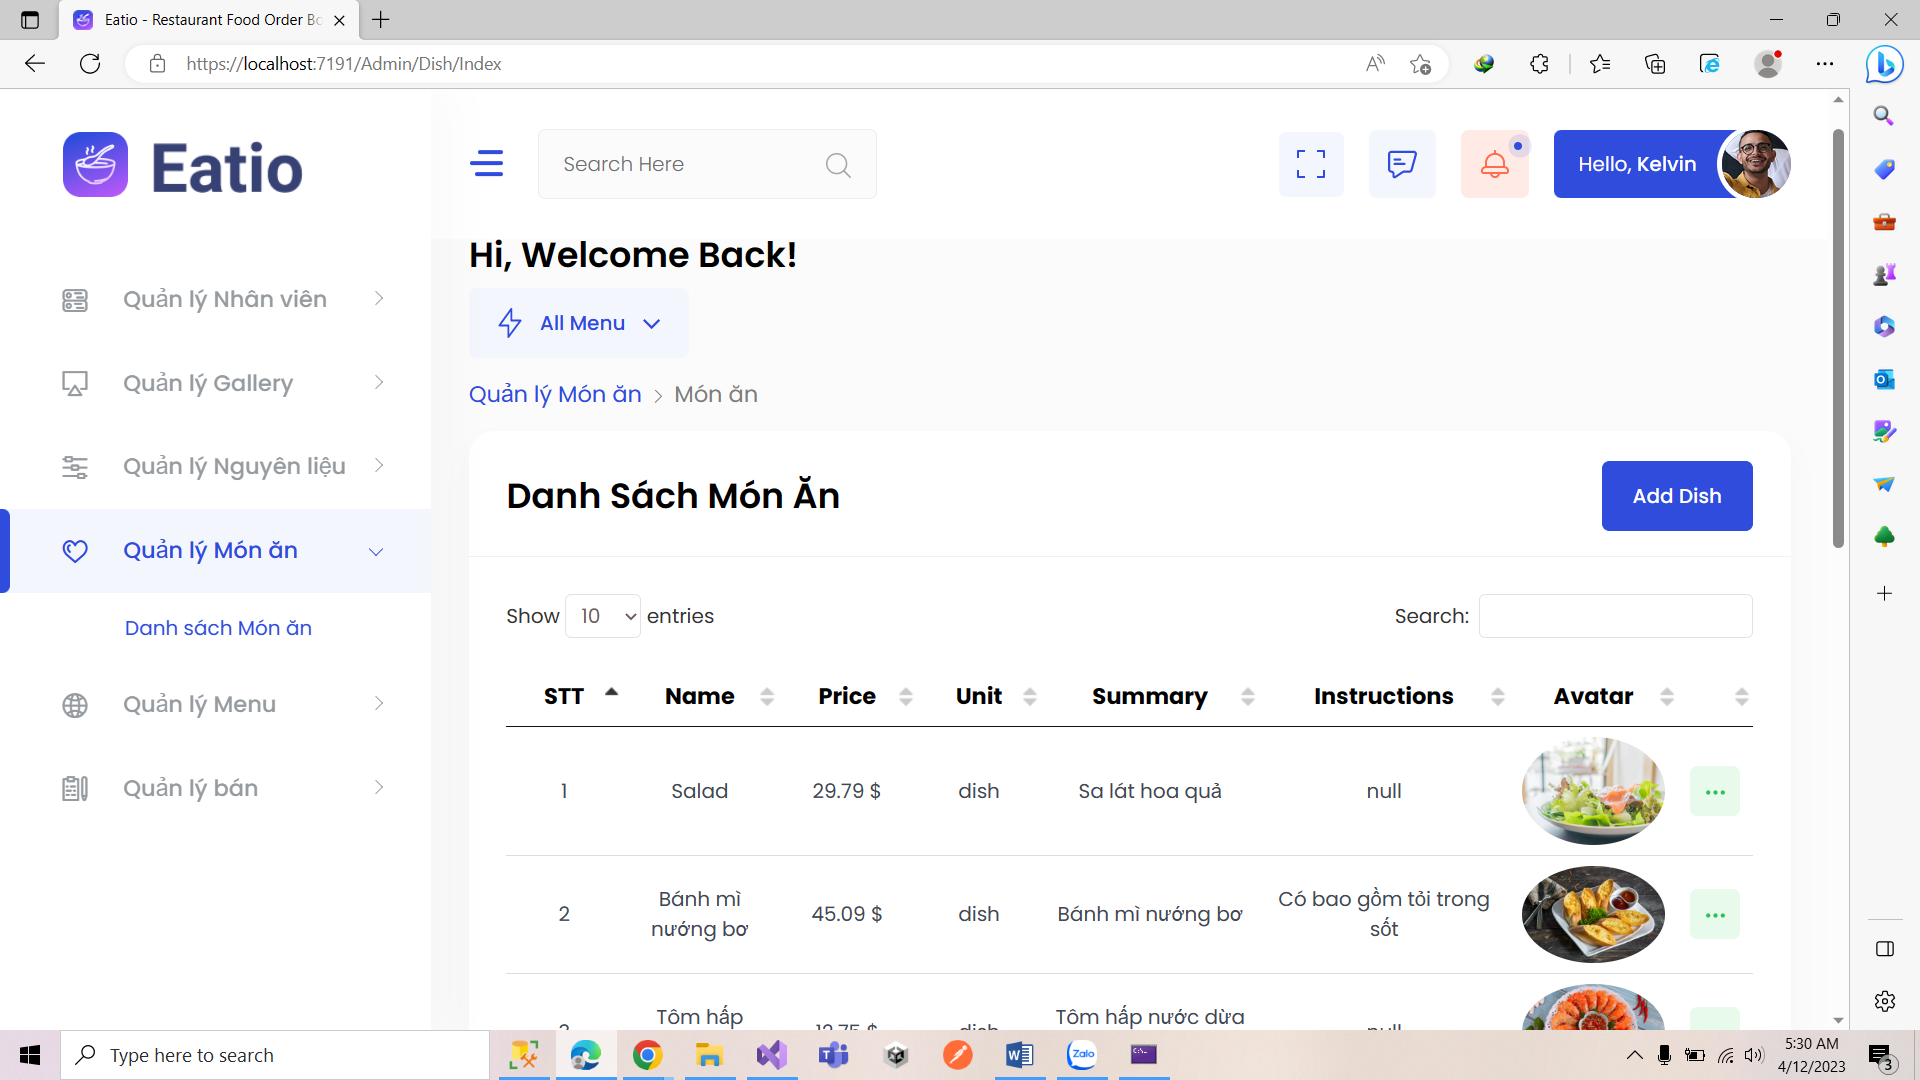 Eatio - Restaurant Food Order Bo
https://localhost:7191/Admin/Dish/Index
Eatio
Search Here
Hello, Kelvin
Hi, Welcome Back!
All Menu
Quản lý Món ăn > Món ăn
Quản lý Nhân viên
Quản lý Gallery
Quản lý Nguyên liệu
Quản lý Món ăn
Danh sách Món ăn
Quản lý Menu
Quản lý bán
Danh Sách Món Ăn
Add Dish
Show 10 entries
Search:
STT Name Price Unit Summary Instructions Avatar
1 Salad 29.79 $ dish Sa lát hoa quả null
2 Bánh mì nướng bơ 45.09 $ dish Bánh mì nướng bơ Có bao gồm tỏi trong sốt
Tôm hấp Tôm hấp nước dừa
Type here to search
Zalo
5:30 AM
4/12/2023
3